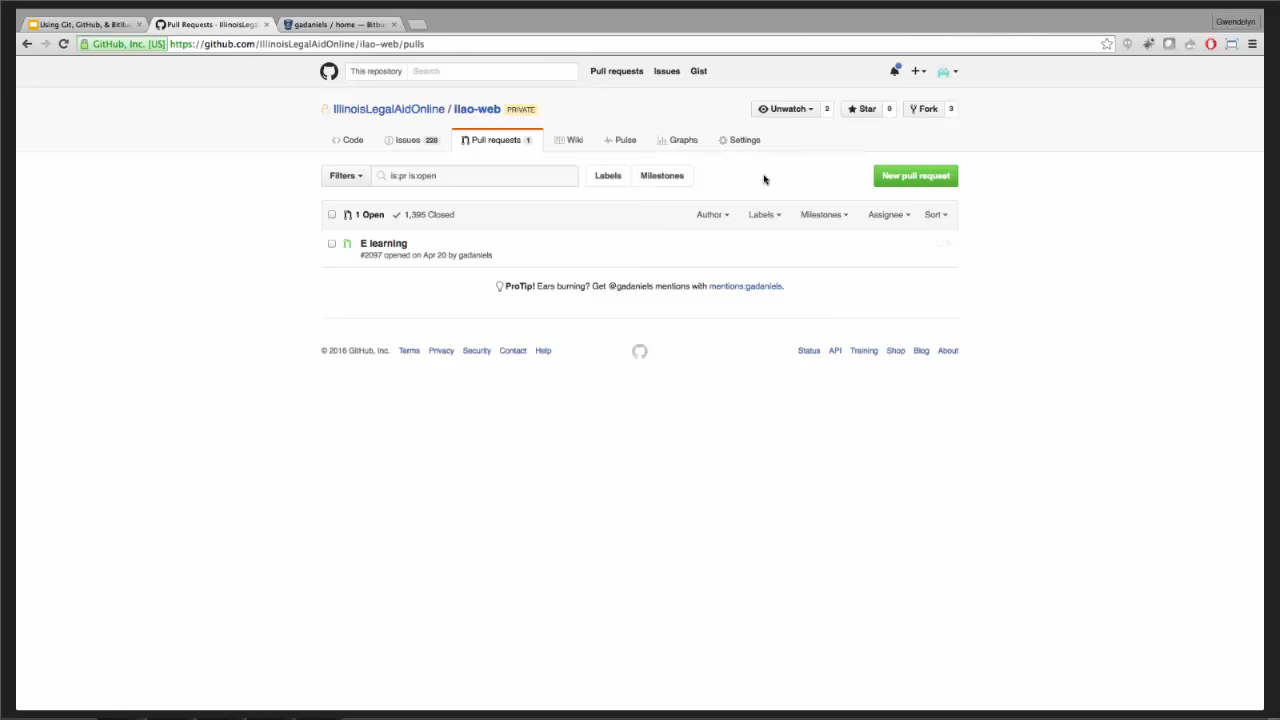 Using Git, GitHub, & Bitbuc
Pull Requests · IllinoisLega
gadaniels / home — Bitbuc
Gwendelyn
GitHub, Inc. [US] https://github.com/IllinoisLegalAidOnline/ilao-web/pulls
This repository Search Pull requests Issues Gist
IllinoisLegalAidOnline / ilao-web PRIVATE
Unwatch 2 Star 0 Fork 3
Code Issues 228 Pull requests 1 Wiki Pulse Graphs Settings
Filters is:pr is:open Labels Milestones New pull request
1 Open 1,395 Closed Author Labels Milestones Assignee Sort
E learning
#2097 opened on Apr 20 by gadaniels
ProTip! Ears burning? Get @gadaniels mentions with mentions:gadaniels.
© 2016 GitHub, Inc. Terms Privacy Security Contact Help Status API Training Shop Blog About